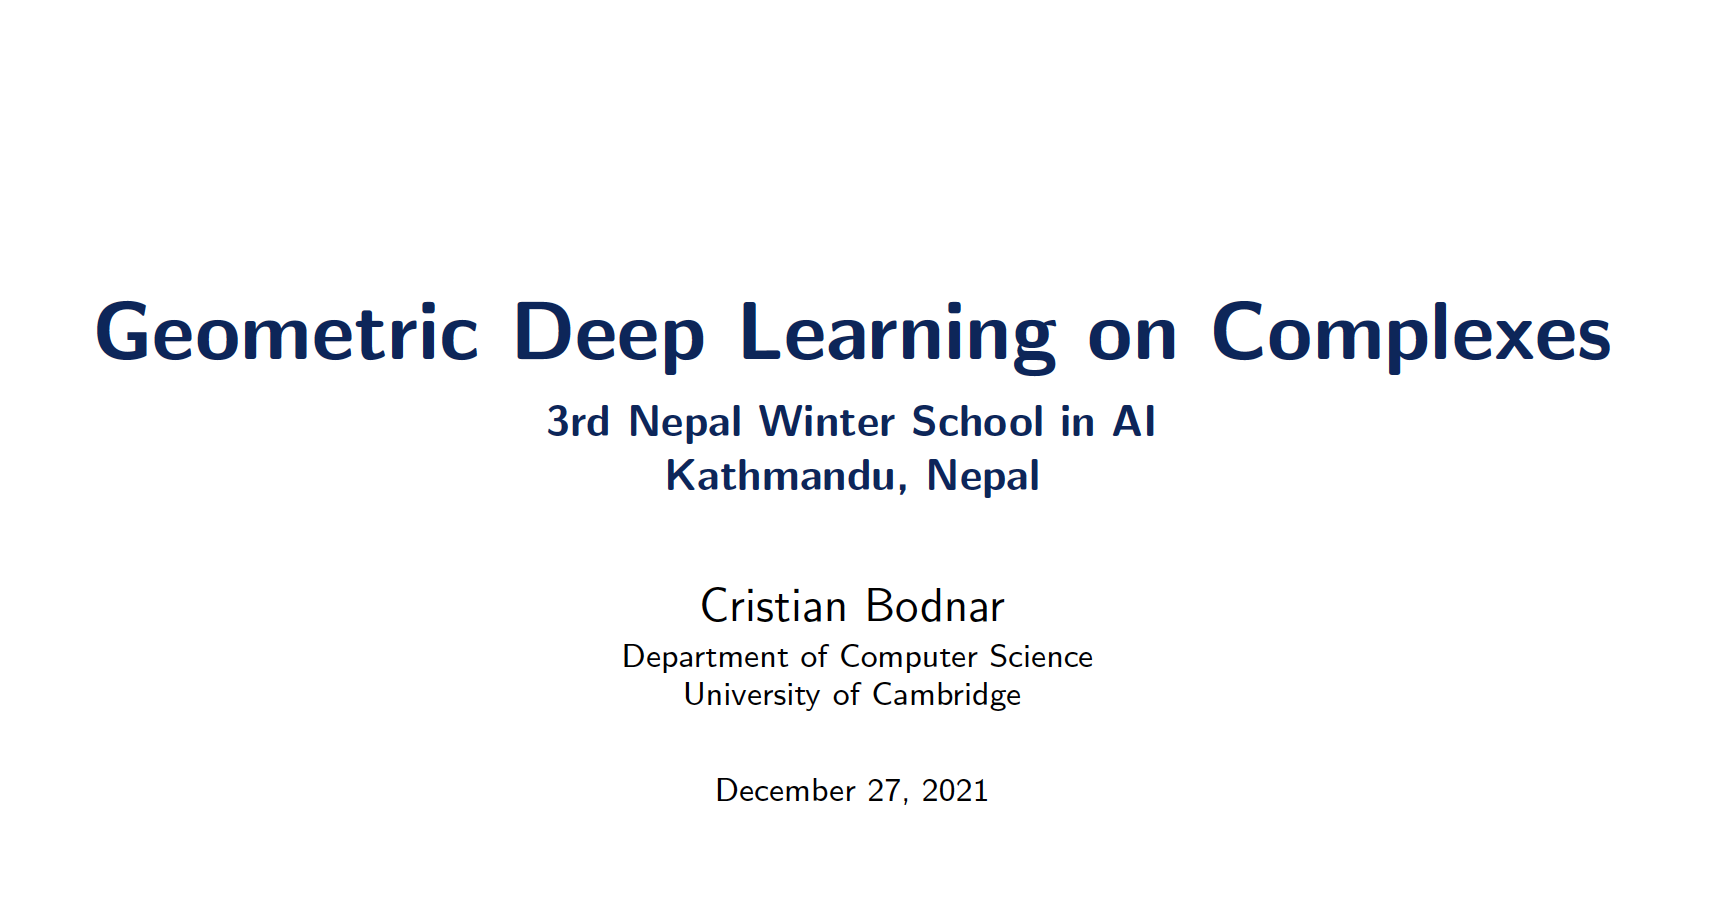 Geometric Deep Learning on Complexes
3rd Nepal Winter School in AI
Kathmandu, Nepal
Cristian Bodnar
Department of Computer Science
University of Cambridge
December 27, 2021